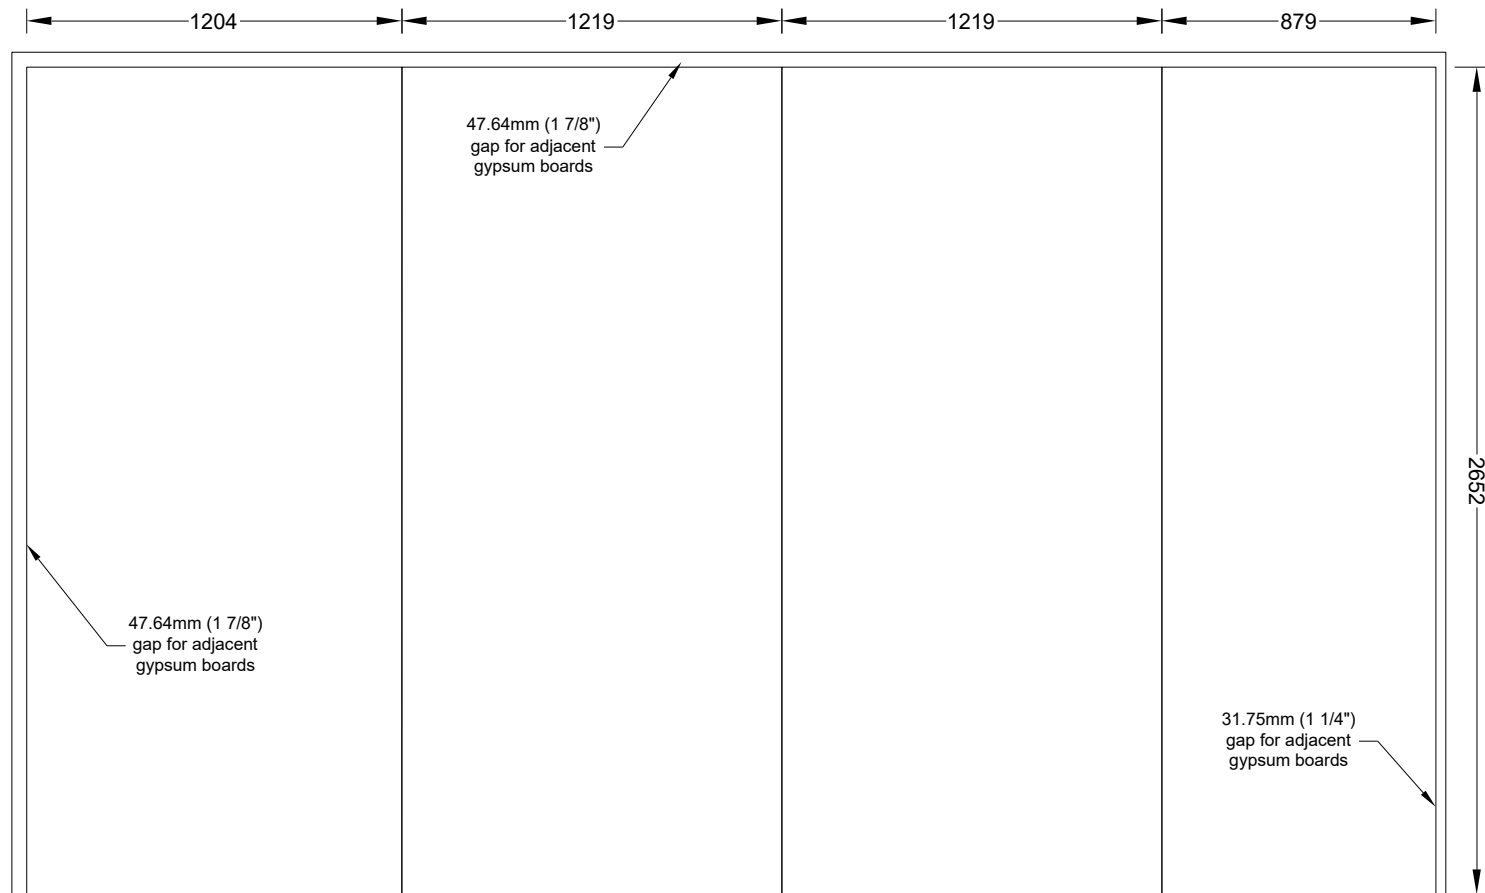 1204
1219
1219
879
47.64mm (1 7/8")
gap for adjacent
gypsum boards
2652
47.64mm (1 7/8")
gap for adjacent
gypsum boards
31.75mm (1 1/4")
gap for adjacent
gypsum boards